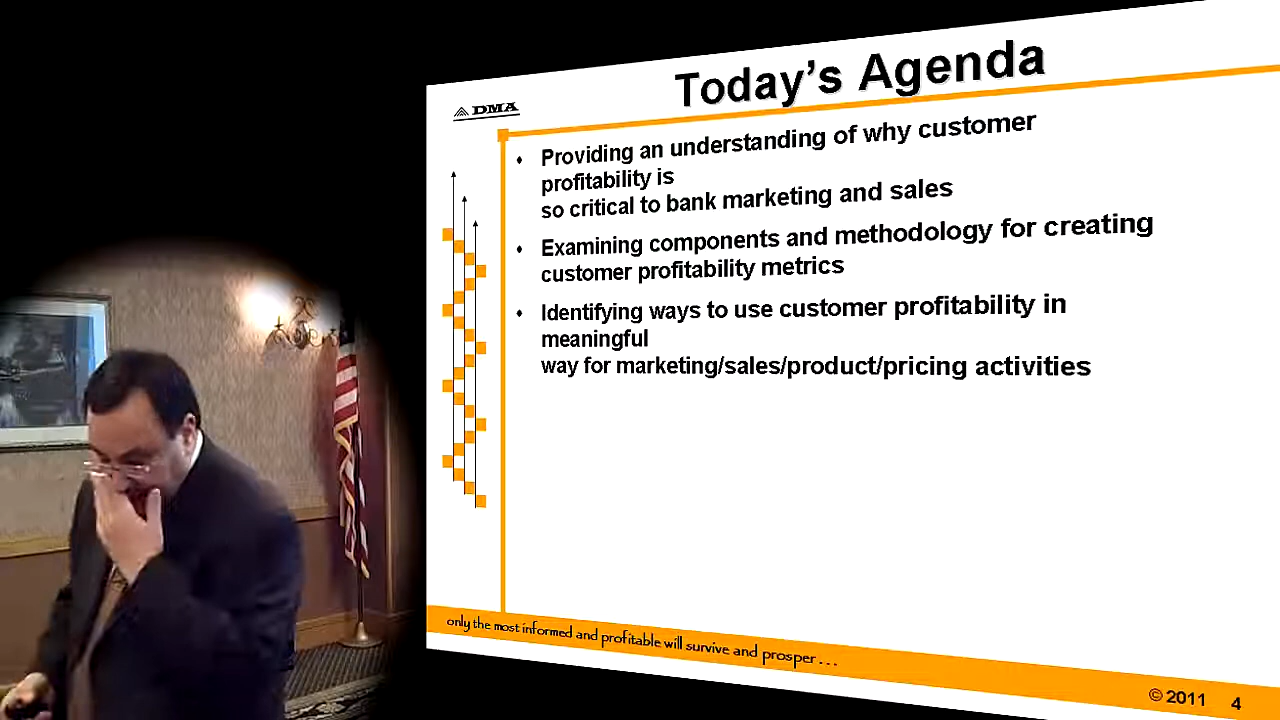 Today's Agenda
DMA
• Providing an understanding of why customer
profitability is
so critical to bank marketing and sales
• Examining components and methodology for creating
customer profitability metrics
• Identifying ways to use customer profitability in
meaningful
way for marketing/sales/product/pricing activities
only the most informed and profitable will survive and prosper . . .
© 2011 4